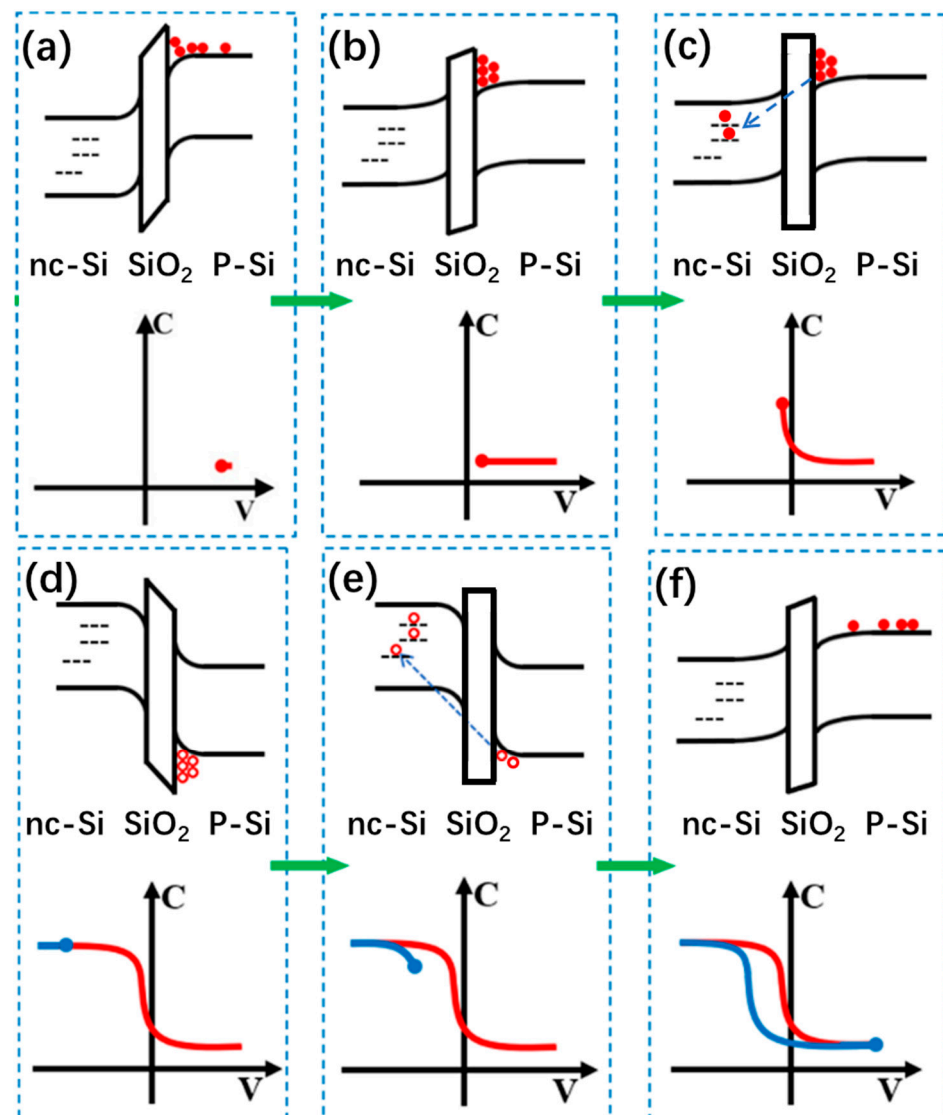 (a)
(b)
(c)
nc-Si SiO₂ P-Si
nc-Si SiO₂ P-Si
nc-Si SiO₂ P-Si
C
C
C
V
V
V
(d)
(e)
(f)
nc-Si SiO₂ P-Si
nc-Si SiO₂ P-Si
nc-Si SiO₂ P-Si
C
C
C
V
V
V